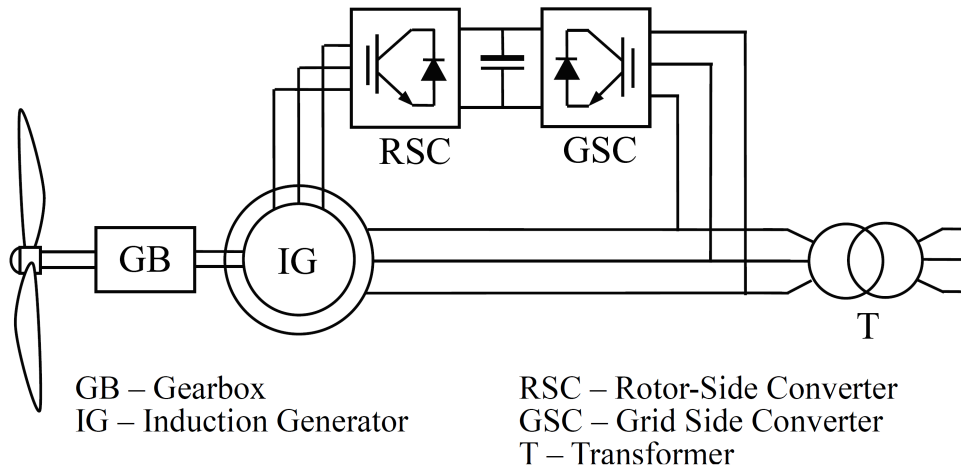 RSC
GSC
GB
IG
T
GB – Gearbox
IG – Induction Generator
RSC – Rotor-Side Converter
GSC – Grid Side Converter
T – Transformer